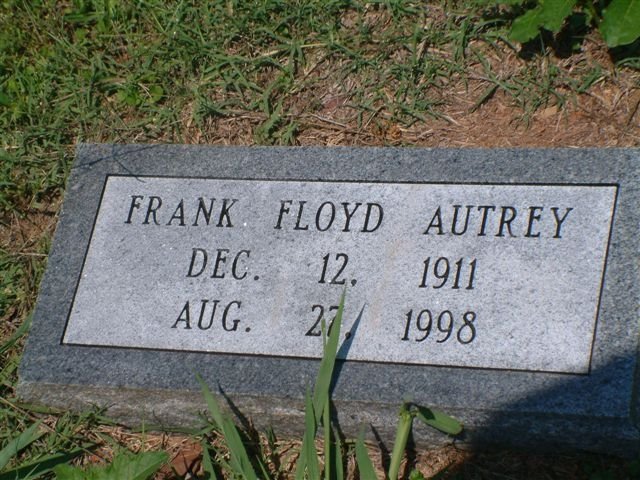 FRANK FLOYD AUTREY
DEC. 12, 1911
AUG. 27, 1998